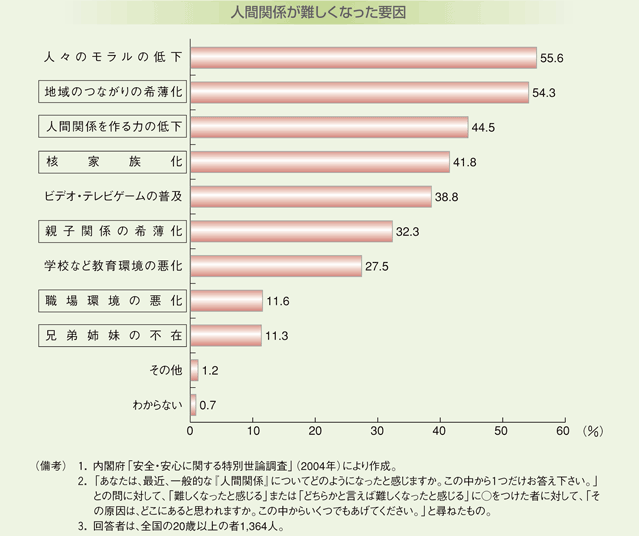 人間関係が難しくなった要因
人々のモラルの低下 55.6
地域のつながりの希薄化 54.3
人間関係を作る力の低下 44.5
核家族化 41.8
ビデオ・テレビゲームの普及 38.8
親子関係の希薄化 32.3
学校など教育環境の悪化 27.5
職場環境の悪化 11.6
兄弟姉妹の不在 11.3
その他 1.2
わからない 0.7
0 10 20 30 40 50 60 (%)
(備考) 1. 内閣府「安全・安心に関する特別世論調査」(2004年)により作成。
2. 「あなたは、最近、一般的な『人間関係』についてどのようになったと感じますか。この中から1つだけお答え下さい。」
との問に対して、「難しくなったと感じる」または「どちらかと言えば難しくなったと感じる」に○をつけた者に対して、「そ
の原因は、どこにあると思われますか。この中からいくつでもあげてください。」と尋ねたもの。
3. 回答者は、全国の20歳以上の者1,364人。